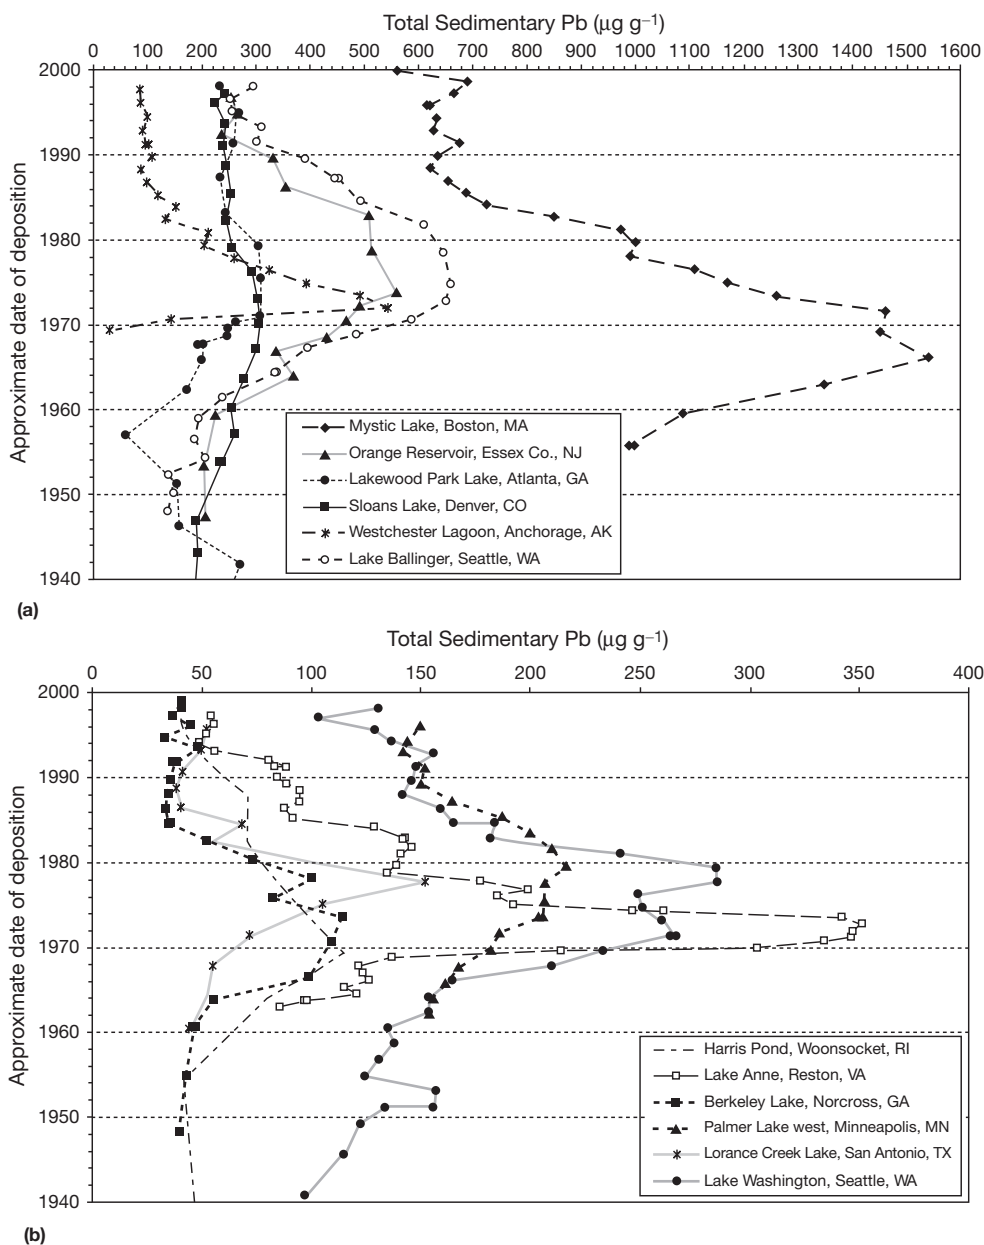 Total Sedimentary Pb (µg g⁻¹)
0 100 200 300 400 500 600 700 800 900 1000 1100 1200 1300 1400 1500 1600
2000
1990
1980
1970
1960
1950
1940
Approximate date of deposition
Mystic Lake, Boston, MA
Orange Reservoir, Essex Co., NJ
Lakewood Park Lake, Atlanta, GA
Sloans Lake, Denver, CO
Westchester Lagoon, Anchorage, AK
Lake Ballinger, Seattle, WA
(a)
Total Sedimentary Pb (µg g⁻¹)
0 50 100 150 200 250 300 350 400
2000
1990
1980
1970
1960
1950
1940
Approximate date of deposition
Harris Pond, Woonsocket, RI
Lake Anne, Reston, VA
Berkeley Lake, Norcross, GA
Palmer Lake west, Minneapolis, MN
Lorance Creek Lake, San Antonio, TX
Lake Washington, Seattle, WA
(b)